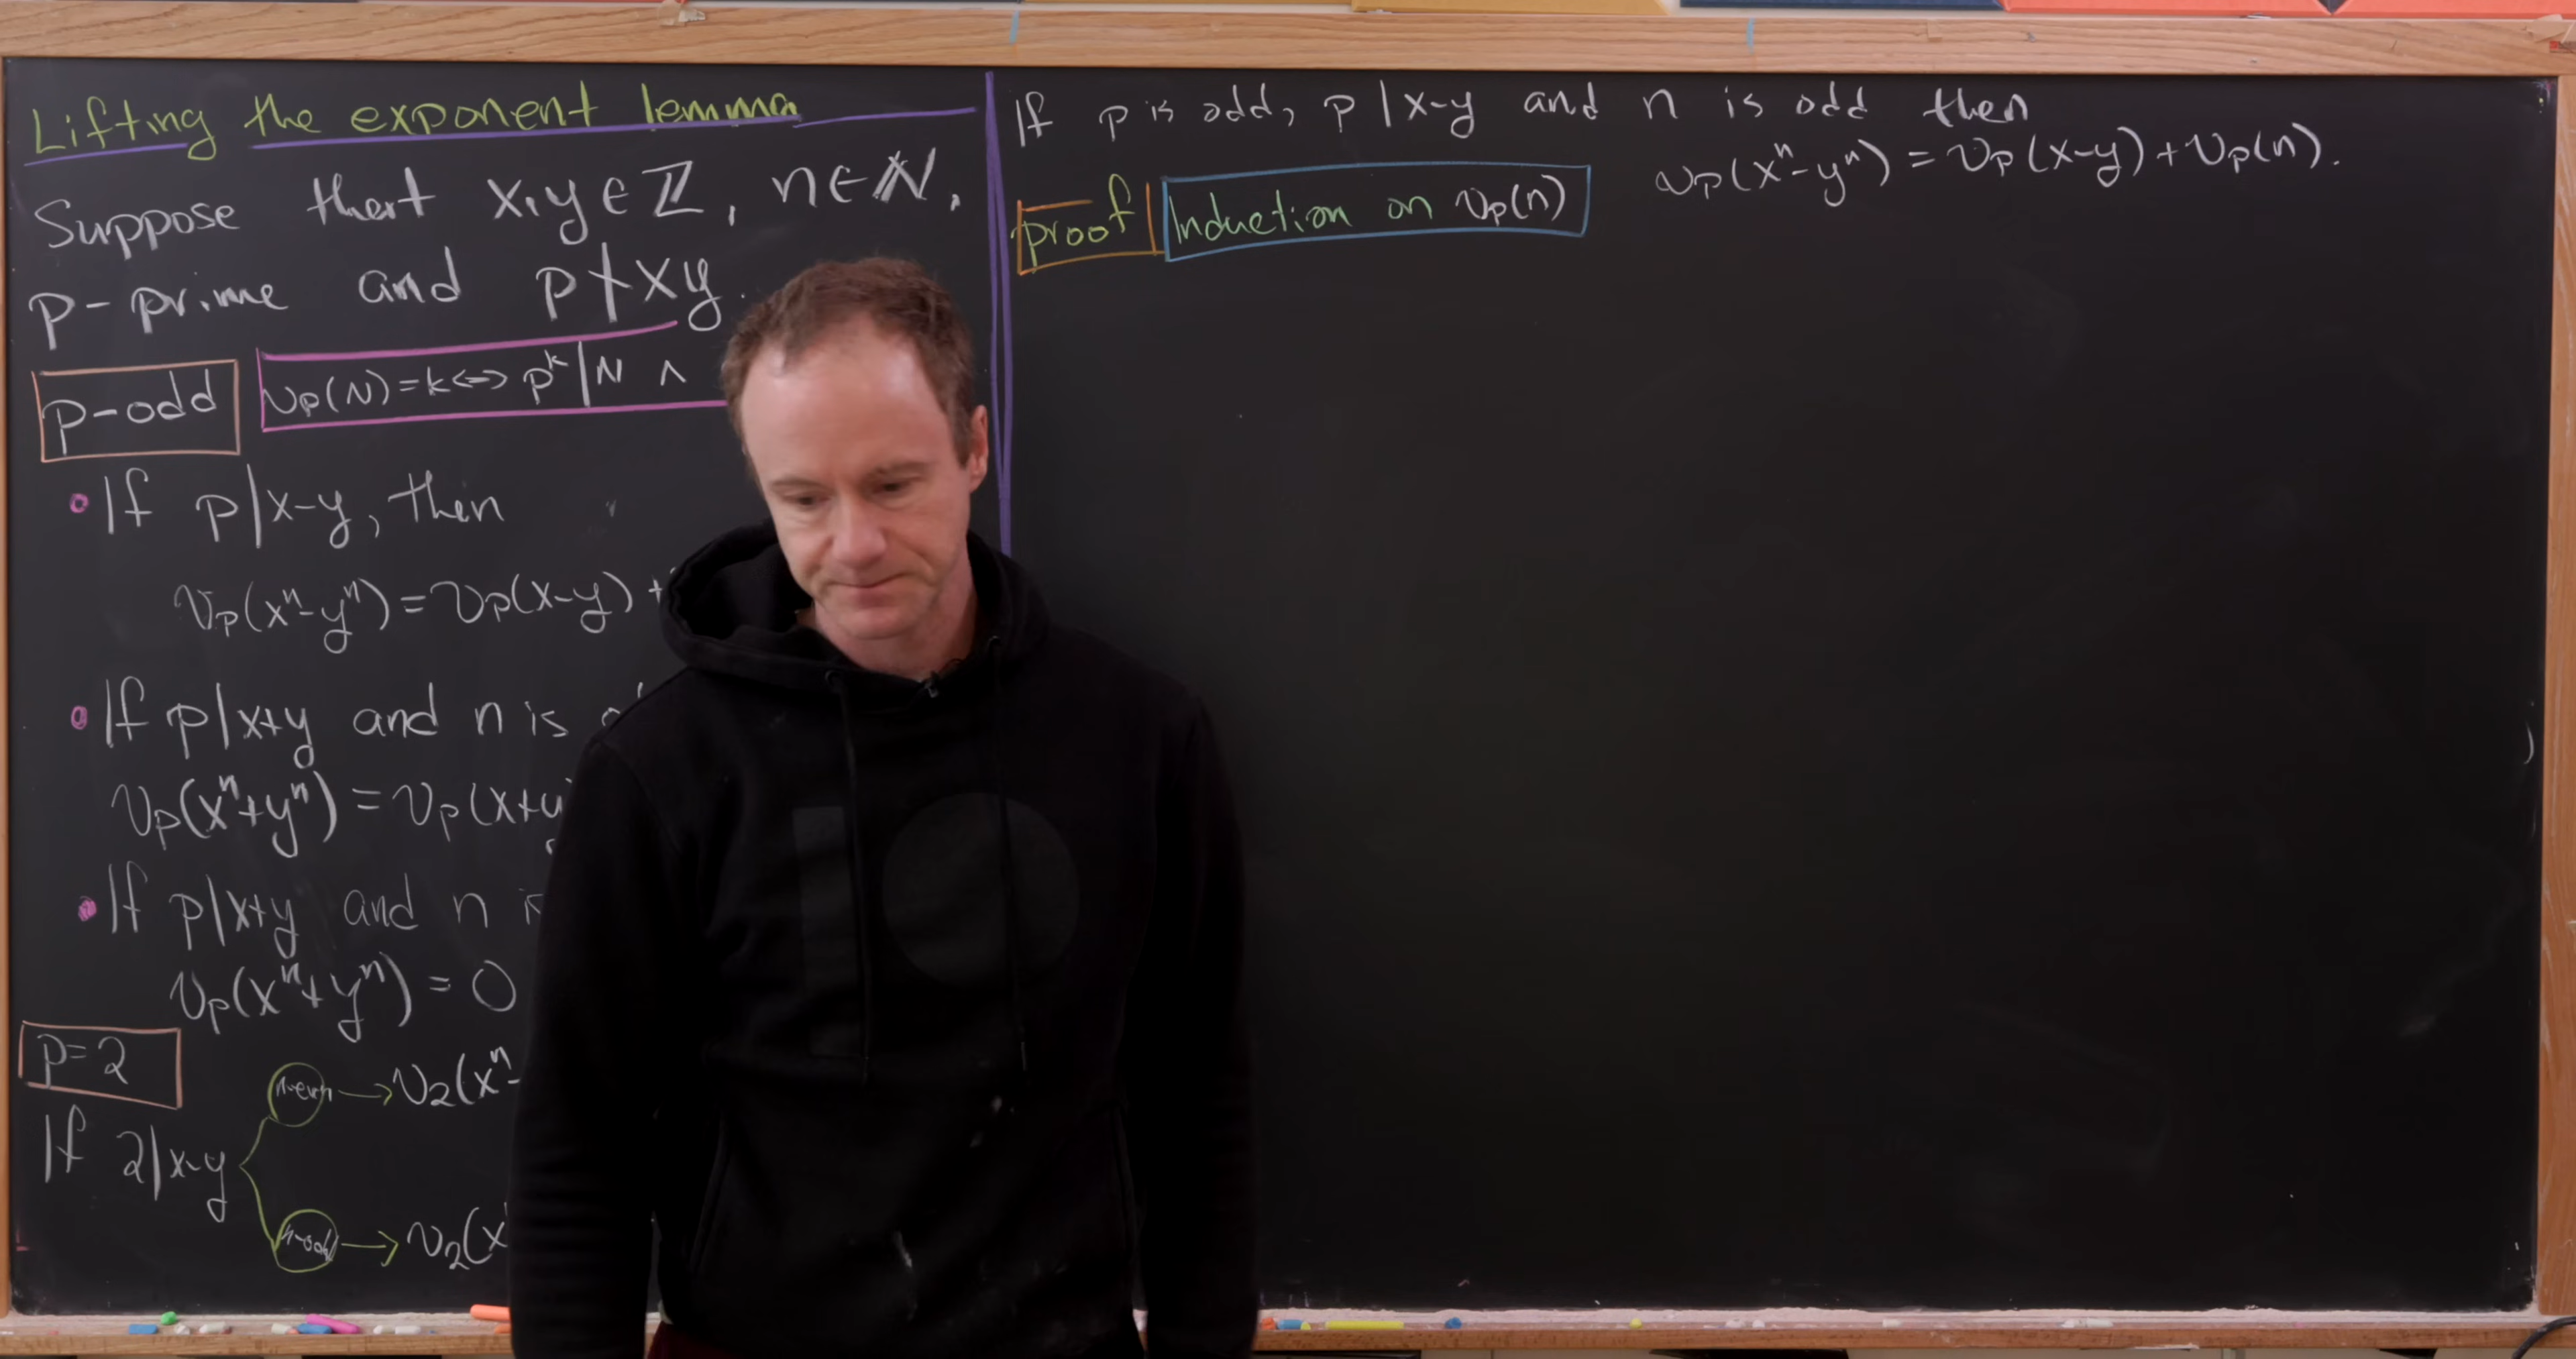 Lifting the exponent lemma
Suppose that x,y∈ℤ, n∈ℕ,
p-prime and p∤xy.
p-odd
νp(N)=k⟺p^k|N ∧
• If p|x-y, then
νp(x^n-y^n)=νp(x-y)+
• If p|x+y and n is
νp(x^n+y^n)=νp(x+y
• If p|x+y and n is
νp(x^n+y^n)=0
p=2
If 2|x-y
n-even → ν2(x^n-
n-odd → ν2(x
If p is odd, p|x-y and n is odd then
νp(x^n-y^n)=νp(x-y)+νp(n).
proof Induction on νp(n)